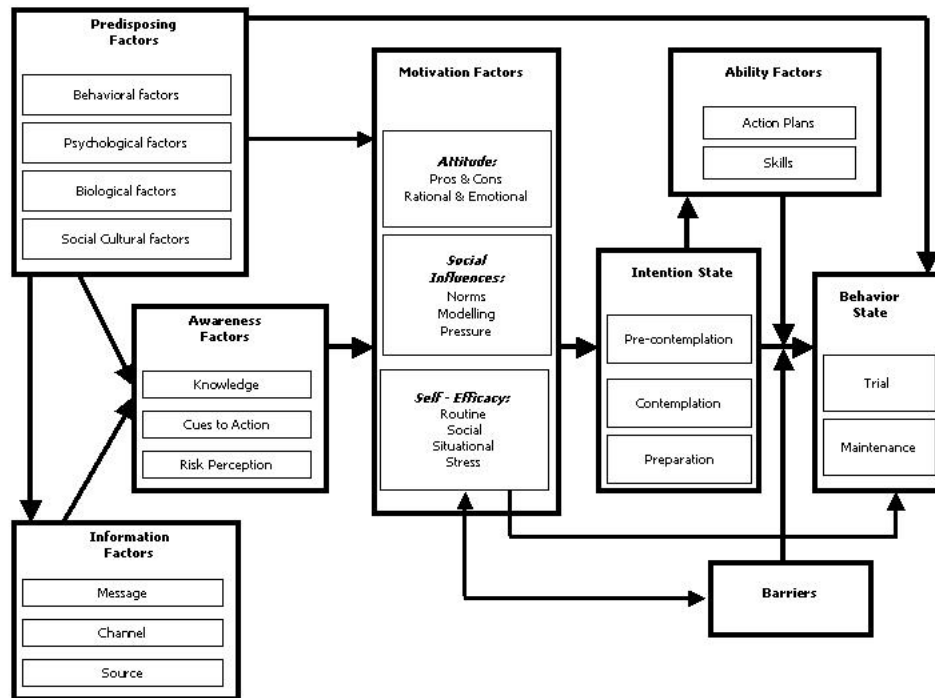 Predisposing
Factors
Behavioral factors
Psychological factors
Biological factors
Social Cultural factors
Information
Factors
Message
Channel
Source
Awareness
Factors
Knowledge
Cues to Action
Risk Perception
Motivation Factors
Attitude:
Pros & Cons
Rational & Emotional
Social
Influences:
Norms
Modelling
Pressure
Self - Efficacy:
Routine
Social
Situational
Stress
Intention State
Pre-contemplation
Contemplation
Preparation
Ability Factors
Action Plans
Skills
Barriers
Behavior
State
Trial
Maintenance